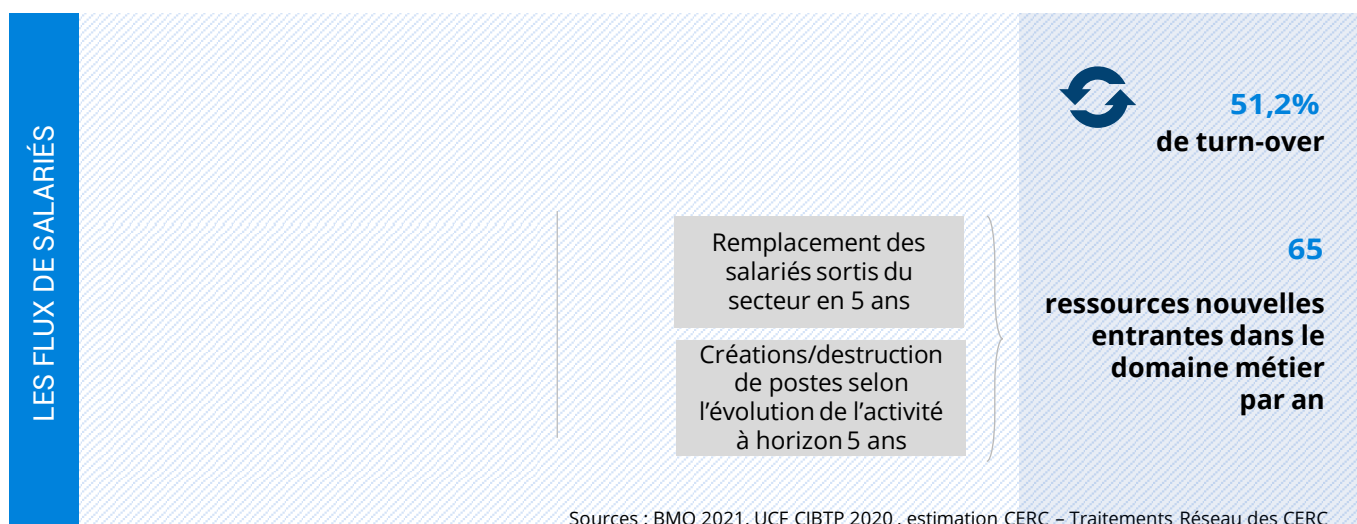 LES FLUX DE SALARIÉS
51,2%
de turn-over
Remplacement des
salariés sortis du
secteur en 5 ans
Créations/destruction
de postes selon
l’évolution de l’activité
à horizon 5 ans
65
ressources nouvelles
entrantes dans le
domaine métier
par an
Sources : BMO 2021, UCF CIBTP 2020 , estimation CERC – Traitements Réseau des CERC